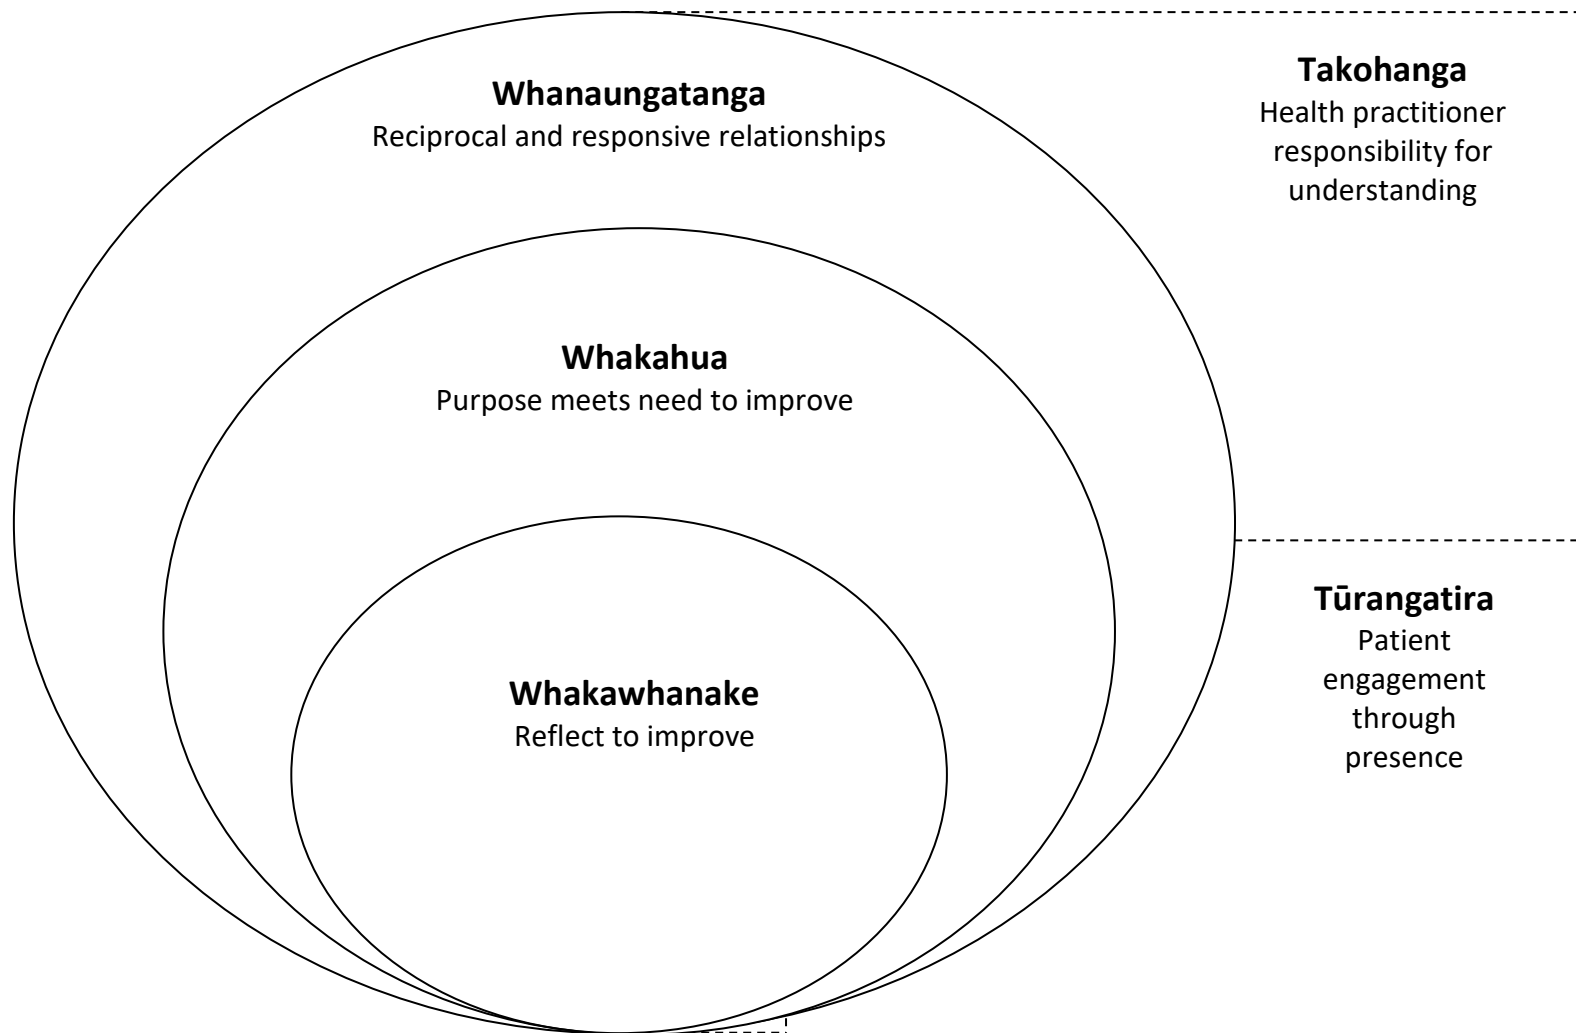 Whanaungatanga
Reciprocal and responsive relationships
Whakahua
Purpose meets need to improve
Whakawhanake
Reflect to improve
Takohanga
Health practitioner
responsibility for
understanding
Tūrangatira
Patient
engagement
through
presence